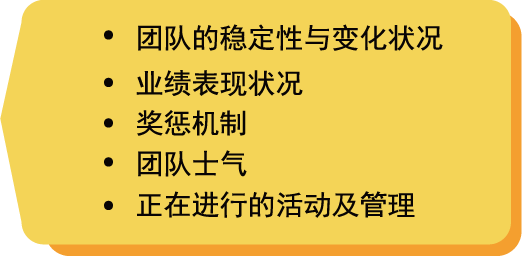 • 团队的稳定性与变化状况
• 业绩表现状况
• 奖惩机制
• 团队士气
• 正在进行的活动及管理